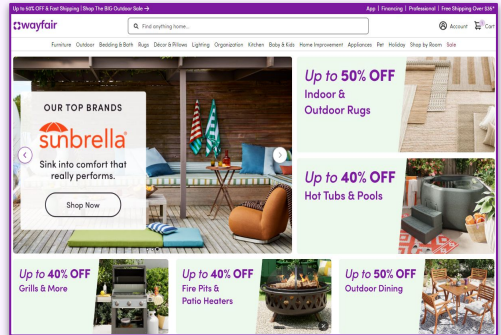 Up to 50% OFF & Fast Shipping | Shop The BIG Outdoor Sale →
App | Financing | Professional | Free Shipping Over $35*
wayfair
Find anything home...
Account
Cart
Furniture Outdoor Bedding & Bath Rugs Décor & Pillows Lighting Organization Kitchen Baby & Kids Home Improvement Appliances Pet Holiday Shop by Room Sale
OUR TOP BRANDS
sunbrella®
Sink into comfort that
really performs.
Shop Now
Up to 50% OFF
Indoor &
Outdoor Rugs
Up to 40% OFF
Hot Tubs & Pools
Up to 40% OFF
Grills & More
Up to 40% OFF
Fire Pits &
Patio Heaters
Up to 50% OFF
Outdoor Dining